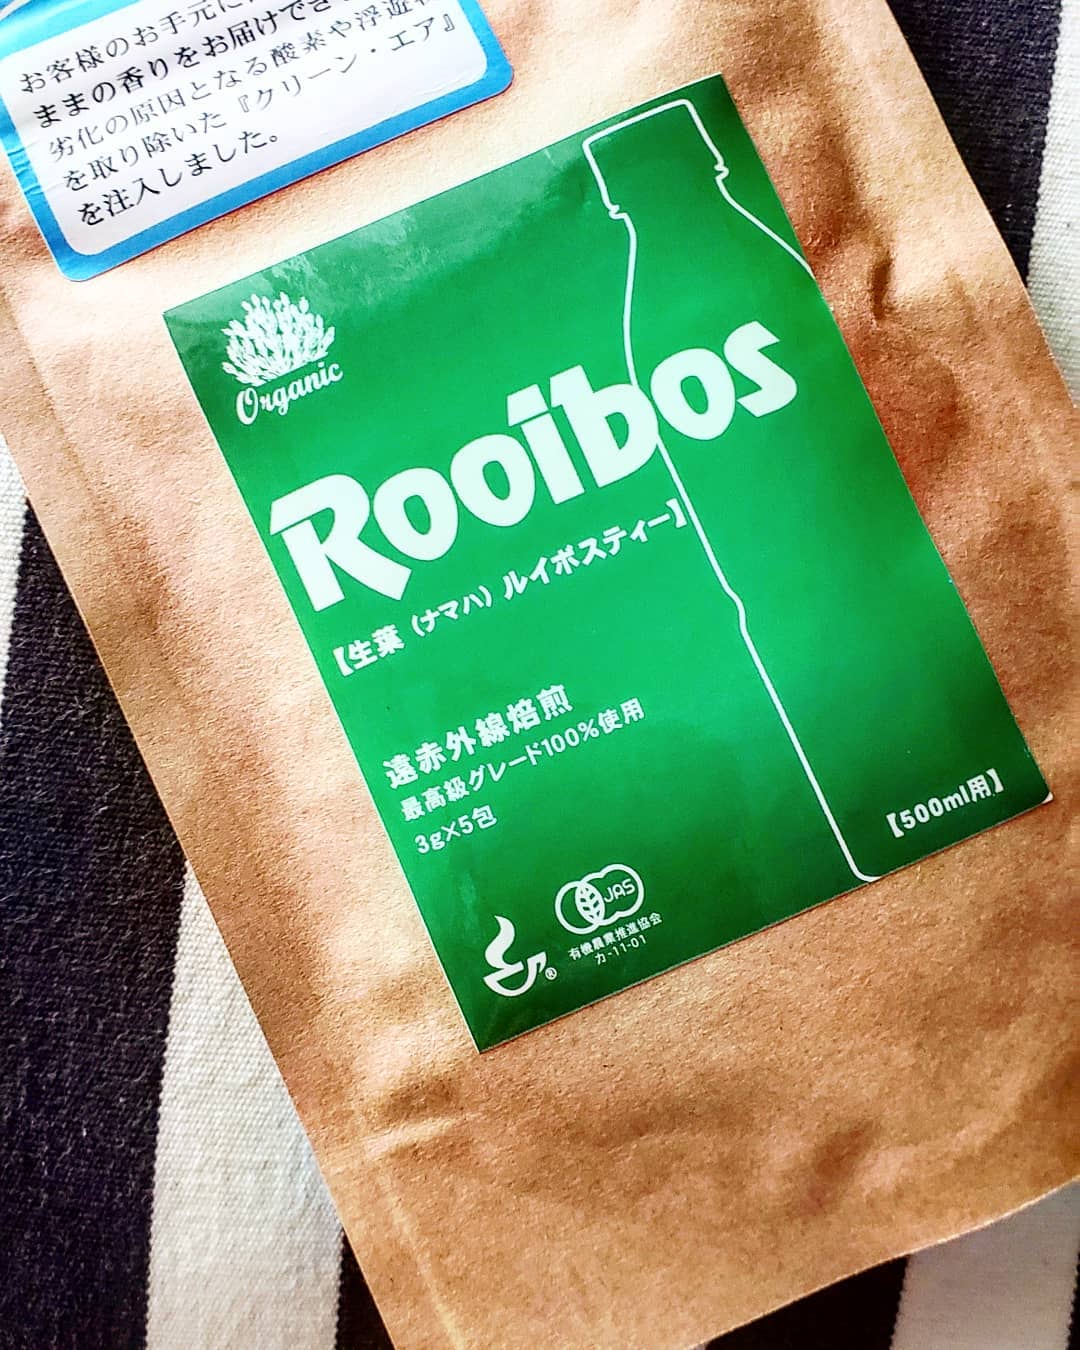 お客様のお手元に
ままの香りをお届けでき
劣化の原因となる酸素や浮遊
を取り除いた『クリーン・エア』
を注入しました。
Organic
Rooibos
【生葉（ナマハ）ルイボスティー】
遠赤外線焙煎
最高級グレード100%使用
3g×5包
【500ml用】
JAS
有機農業推進協会
カ-11-01
®